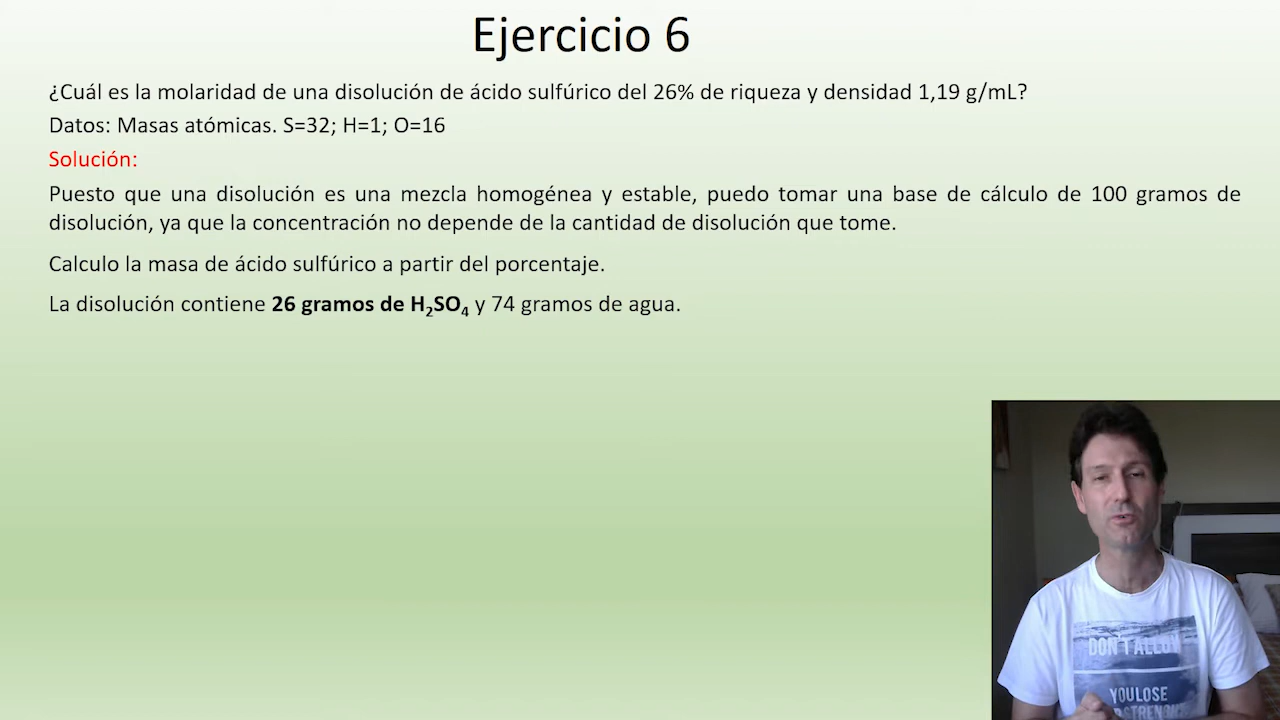 Ejercicio 6
¿Cuál es la molaridad de una disolución de ácido sulfúrico del 26% de riqueza y densidad 1,19 g/mL?
Datos: Masas atómicas. S=32; H=1; O=16
Solución:
Puesto que una disolución es una mezcla homogénea y estable, puedo tomar una base de cálculo de 100 gramos de
disolución, ya que la concentración no depende de la cantidad de disolución que tome.
Calculo la masa de ácido sulfúrico a partir del porcentaje.
La disolución contiene 26 gramos de H₂SO₄ y 74 gramos de agua.
DON'T ALLOW
YOU LOSE